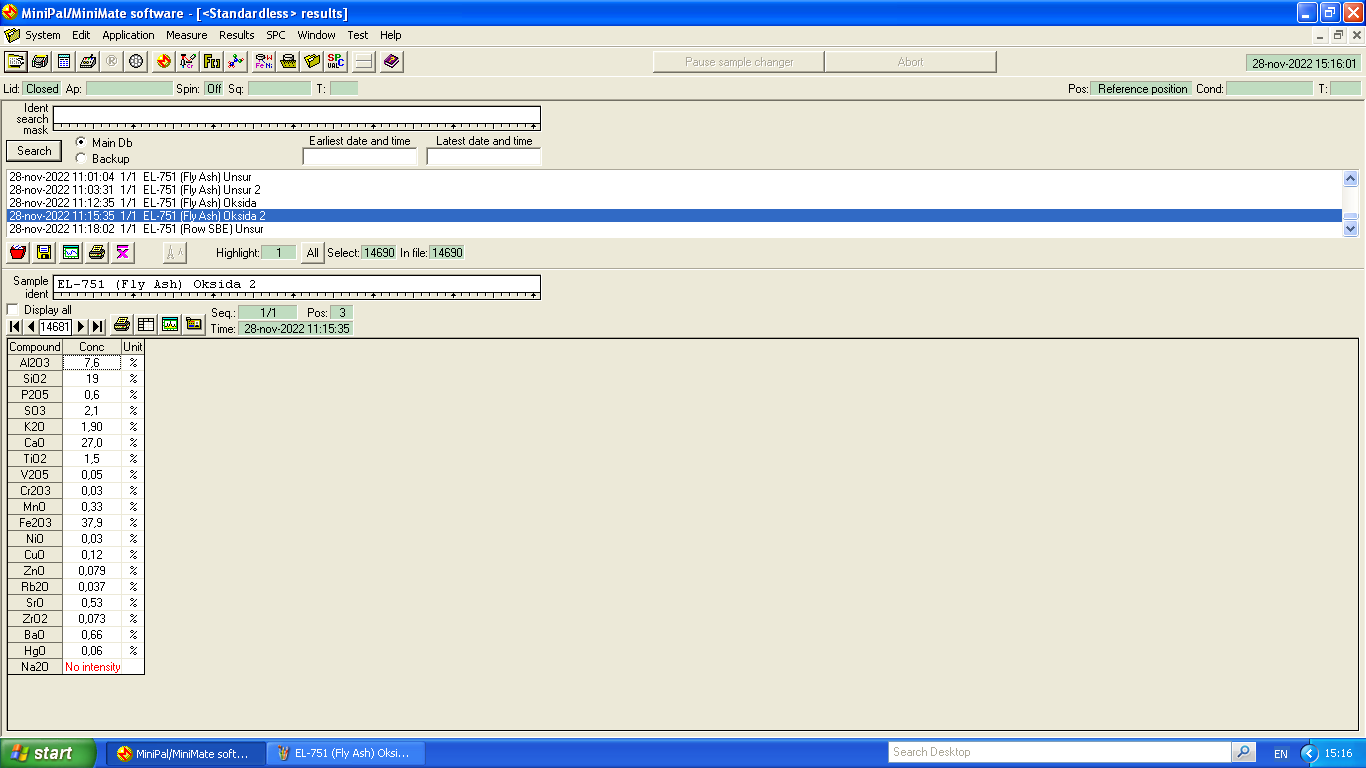 MiniPal/MiniMate software - [<Standardless> results]
System Edit Application Measure Results SPC Window Test Help
Pause sample changer Abort 28-nov-2022 15:16:01
Lid: Closed Ap: Spin: Off Sq: T: Pos: Reference position Cond: T:
Ident search mask
Search Main Db Earliest date and time Latest date and time
Backup
28-nov-2022 11:01:04 1/1 EL-751 (Fly Ash) Unsur
28-nov-2022 11:03:31 1/1 EL-751 (Fly Ash) Unsur 2
28-nov-2022 11:12:35 1/1 EL-751 (Fly Ash) Oksida
28-nov-2022 11:15:35 1/1 EL-751 (Fly Ash) Oksida 2
28-nov-2022 11:18:02 1/1 EL-751 (Row SBE) Unsur
Highlight: 1 All Select: 14690 In file: 14690
Sample ident EL-751 (Fly Ash) Oksida 2
Display all Seq.: 1/1 Pos: 3
14681 Time: 28-nov-2022 11:15:35
Compound Conc Unit
Al2O3 7,6 %
SiO2 19 %
P2O5 0,6 %
SO3 2,1 %
K2O 1,90 %
CaO 27,0 %
TiO2 1,5 %
V2O5 0,05 %
Cr2O3 0,03 %
MnO 0,33 %
Fe2O3 37,9 %
NiO 0,03 %
CuO 0,12 %
ZnO 0,079 %
Rb2O 0,037 %
SrO 0,53 %
ZrO2 0,073 %
BaO 0,66 %
HgO 0,06 %
Na2O No intensity
start MiniPal/MiniMate soft... EL-751 (Fly Ash) Oksi... Search Desktop EN 15:16